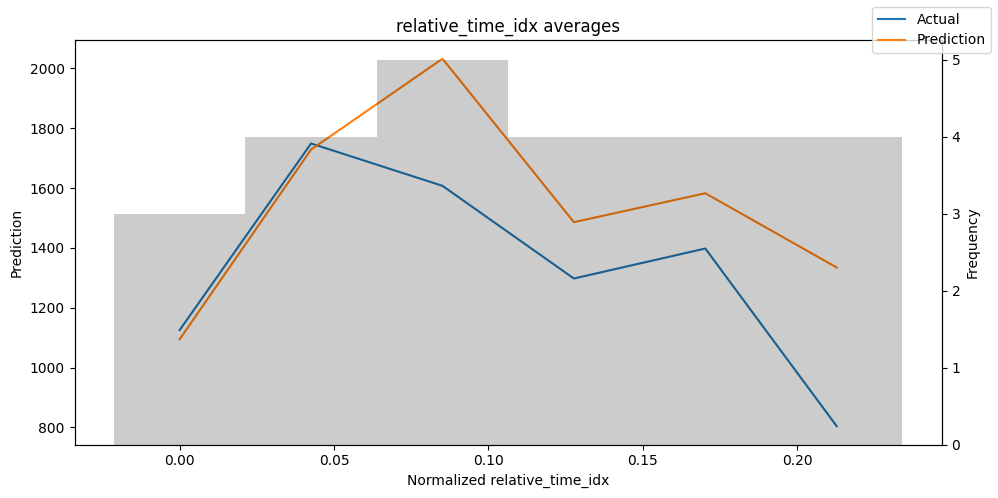 relative_time_idx averages
Actual
Prediction
2000
1800
1600
1400
1200
1000
800
Prediction
5
4
3
2
1
0
Frequency
0.00 0.05 0.10 0.15 0.20
Normalized relative_time_idx